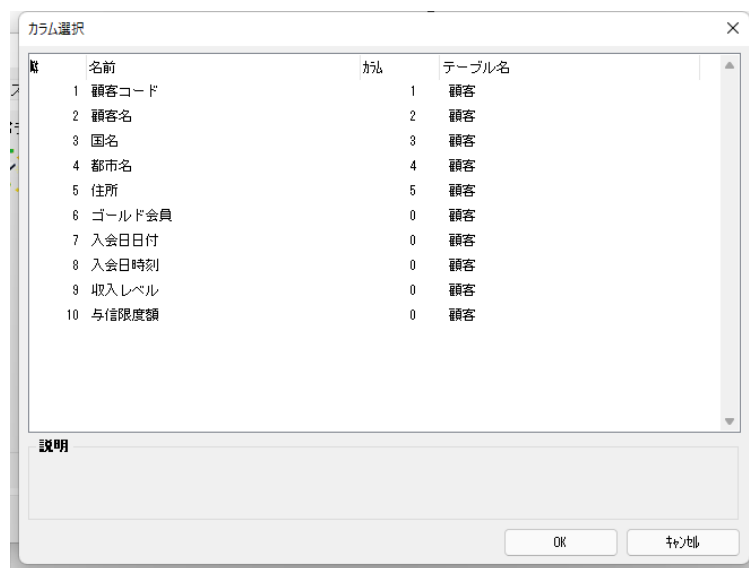 カラム選択
# 名前 ｶﾗﾑ テーブル名
1 顧客コード 1 顧客
2 顧客名 2 顧客
3 国名 3 顧客
4 都市名 4 顧客
5 住所 5 顧客
6 ゴールド会員 0 顧客
7 入会日日付 0 顧客
8 入会日時刻 0 顧客
9 収入レベル 0 顧客
10 与信限度額 0 顧客
説明
OK ｷｬﾝｾﾙ